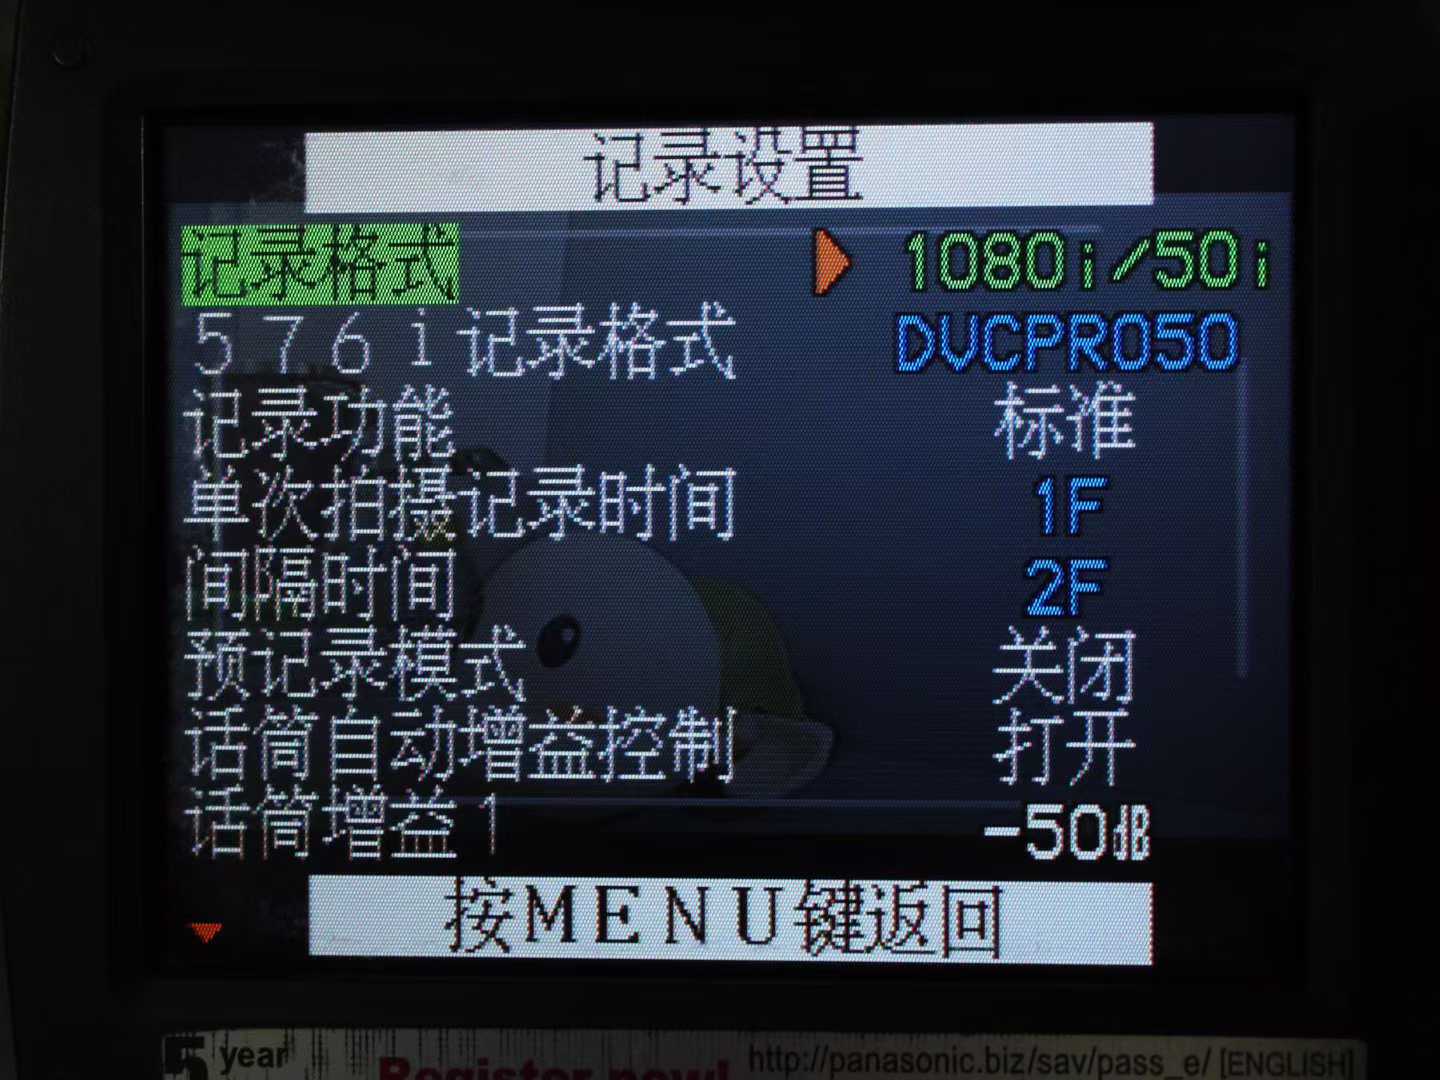 记录设置
记录格式 1080i/50i
576i记录格式 DVCPRO50
记录功能 标准
单次拍摄记录时间 1F
间隔时间 2F
预记录模式 关闭
话筒自动增益控制 打开
话筒增益1 -50dB
按MENU键返回
5 year Register now! http://panasonic.biz/sav/pass_e/ [ENGLISH]